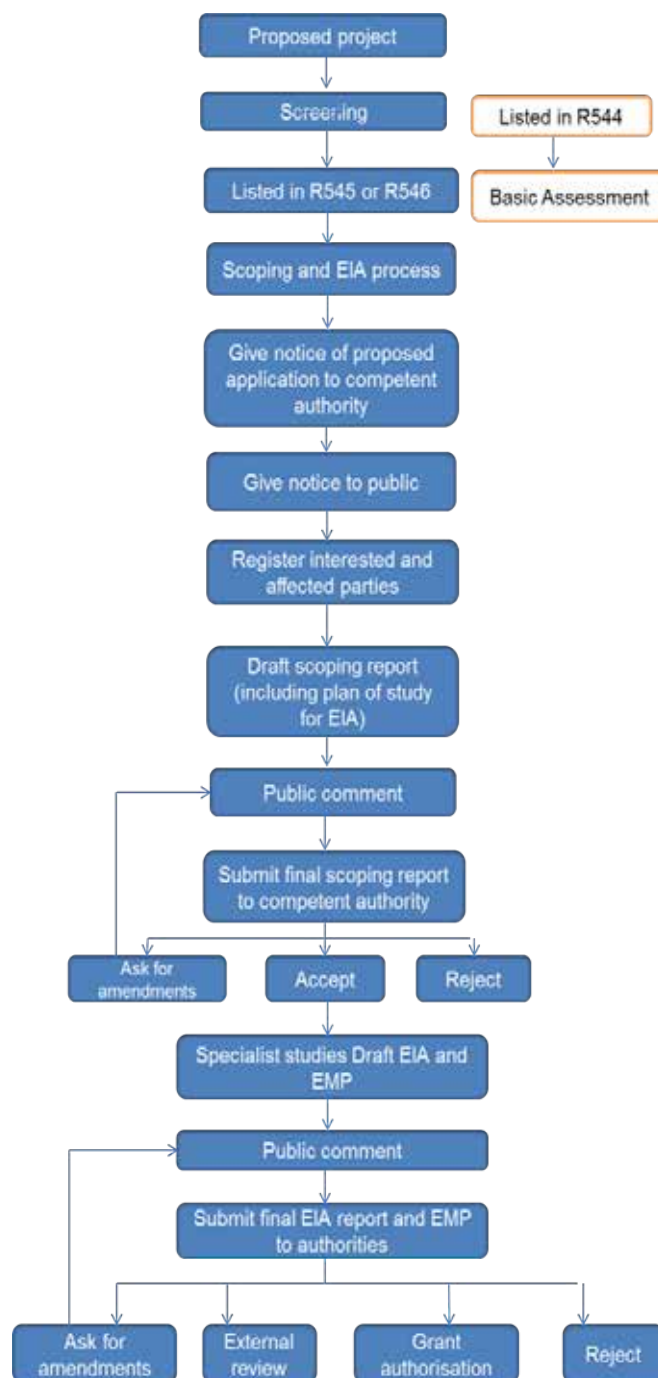 Proposed project
Screening
Listed in R544
Listed in R545 or R546
Basic Assessment
Scoping and EIA process
Give notice of proposed
application to competent
authority
Give notice to public
Register interested and
affected parties
Draft scoping report
(including plan of study
for EIA)
Public comment
Submit final scoping report
to competent authority
Ask for
amendments
Accept
Reject
Specialist studies Draft EIA and
EMP
Public comment
Submit final EIA report and EMP
to authorities
Ask for
amendments
External
review
Grant
authorisation
Reject